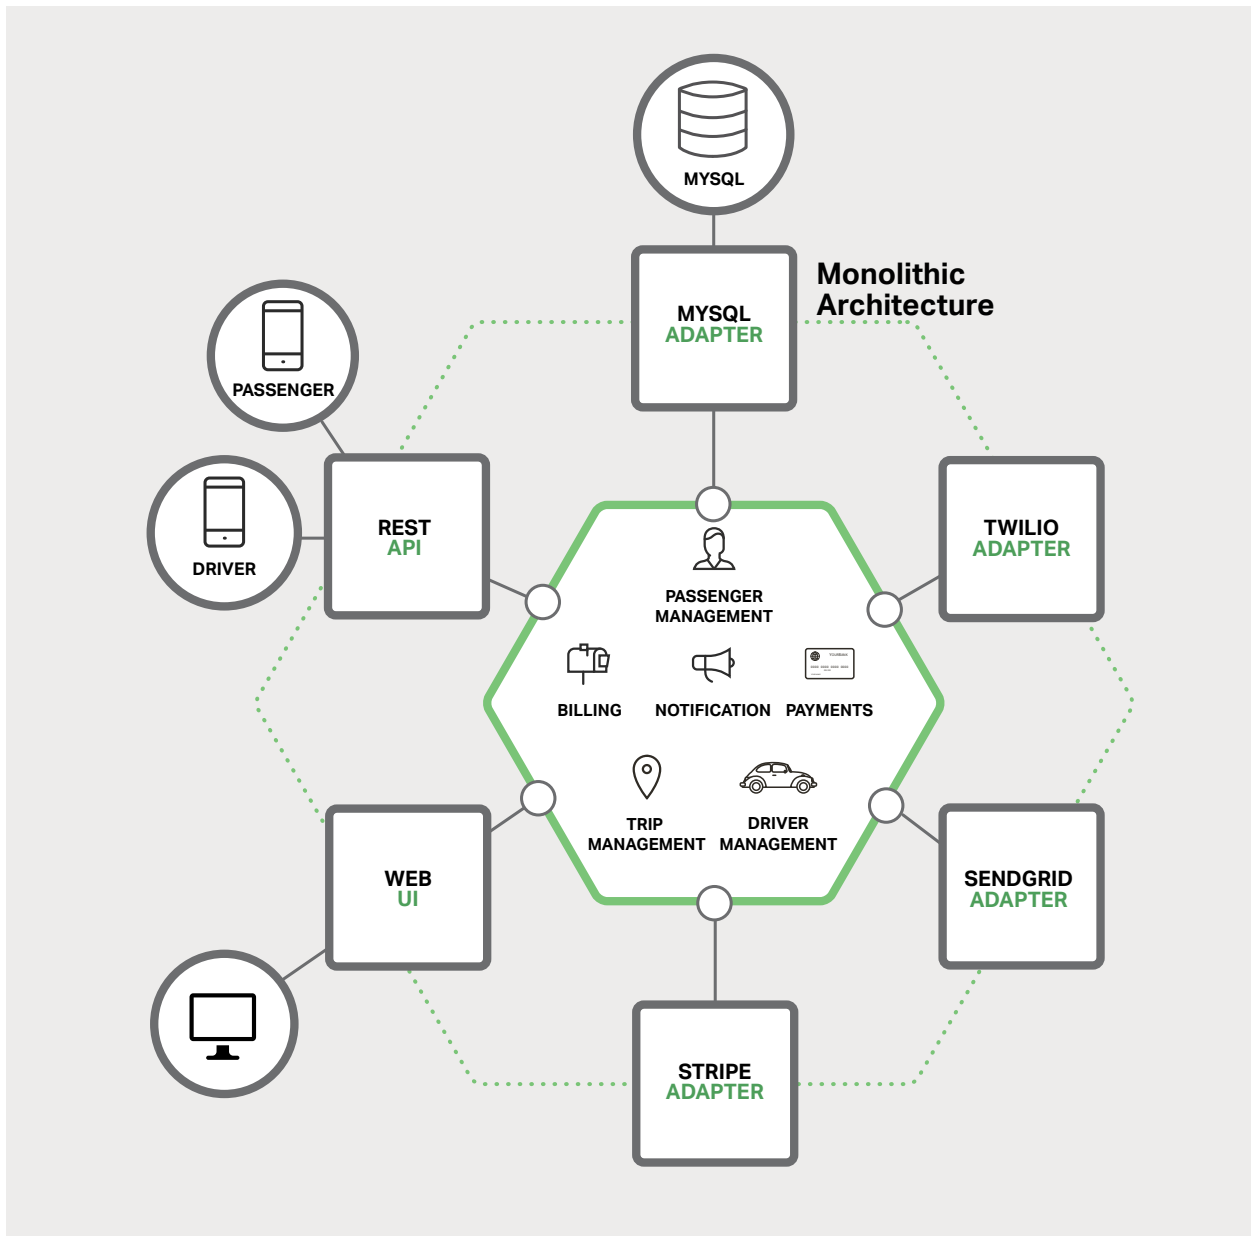 MYSQL
Monolithic
Architecture
MYSQL
ADAPTER
PASSENGER
DRIVER
REST
API
TWILIO
ADAPTER
PASSENGER
MANAGEMENT
BILLING
NOTIFICATION
PAYMENTS
TRIP
MANAGEMENT
DRIVER
MANAGEMENT
WEB
UI
SENDGRID
ADAPTER
STRIPE
ADAPTER